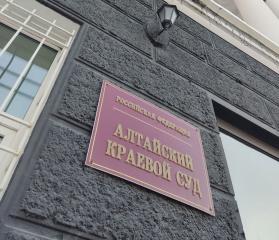 РОССИЙСКАЯ ФЕДЕРАЦИЯ
АЛТАЙСКИЙ
КРАЕВОЙ СУД